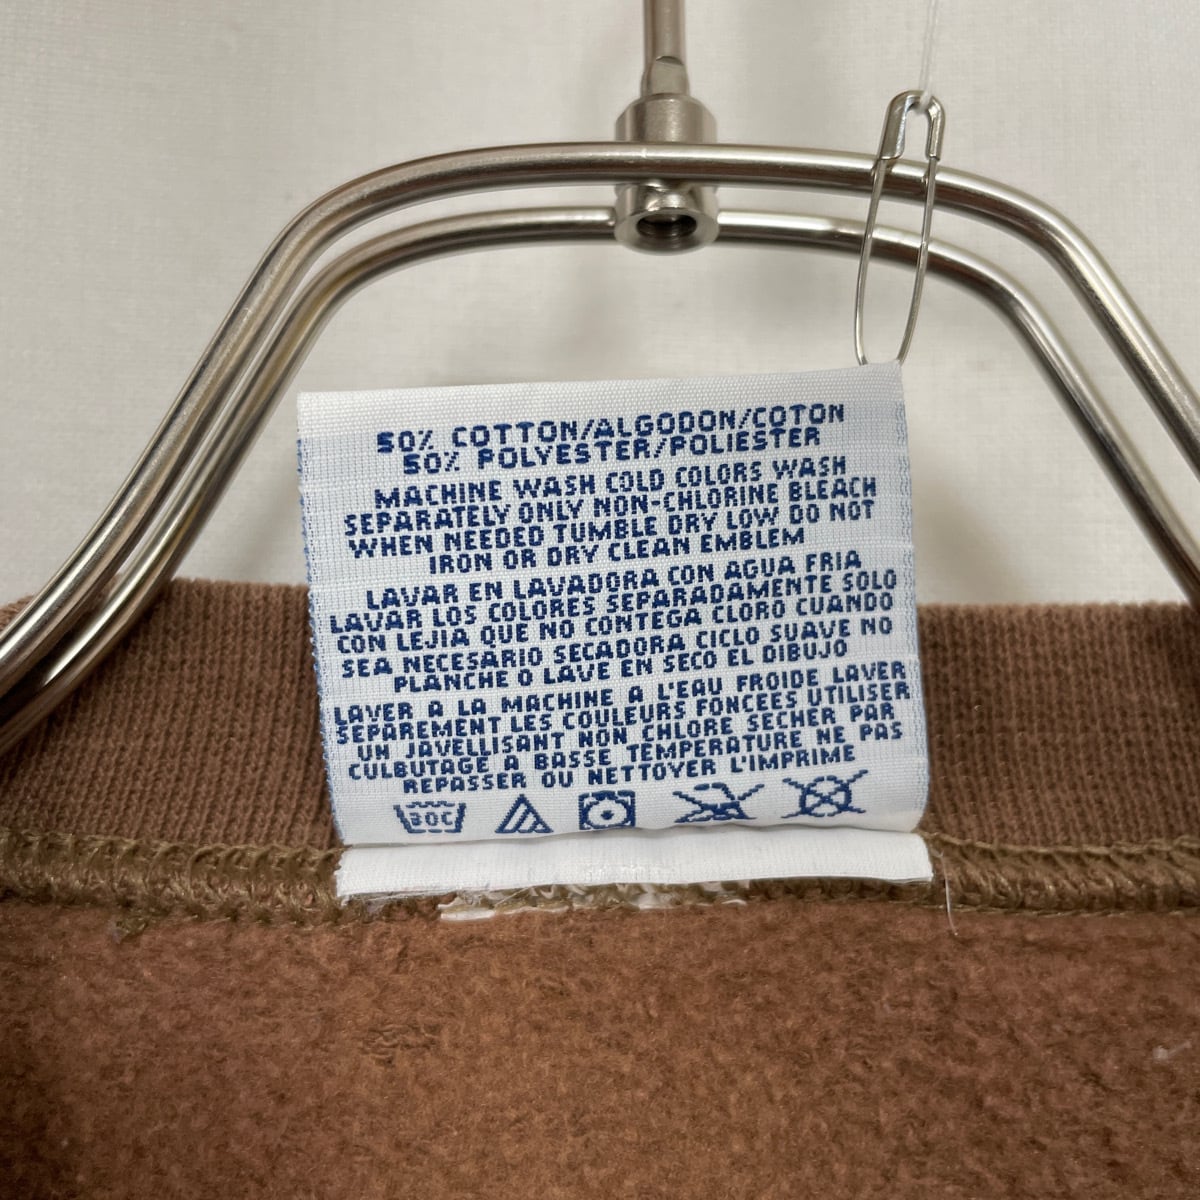 50% COTTON/ALGODON/COTON
50% POLYESTER/POLIESTER
MACHINE WASH COLD COLORS WASH
SEPARATELY ONLY NON-CHLORINE BLEACH
WHEN NEEDED TUMBLE DRY LOW DO NOT
IRON OR DRY CLEAN EMBLEM
LAVAR EN LAVADORA CON AGUA FRIA
LAVAR LOS COLORES SEPARADAMENTE SOLO
CON LEJIA QUE NO CONTEGA CLORO CUANDO
SEA NECESARIO SECADORA CICLO SUAVE NO
PLANCHE O LAVE EN SECO EL DIBUJO
LAVER A LA MACHINE A L'EAU FROIDE LAVER
SEPAREMENT LES COULEURS FONCEES UTILISER
UN JAVELLISANT NON CHLORE SECHER PAR
CULBUTAGE A BASSE TEMPERATURE NE PAS
REPASSER OU NETTOYER L'IMPRIME
30C